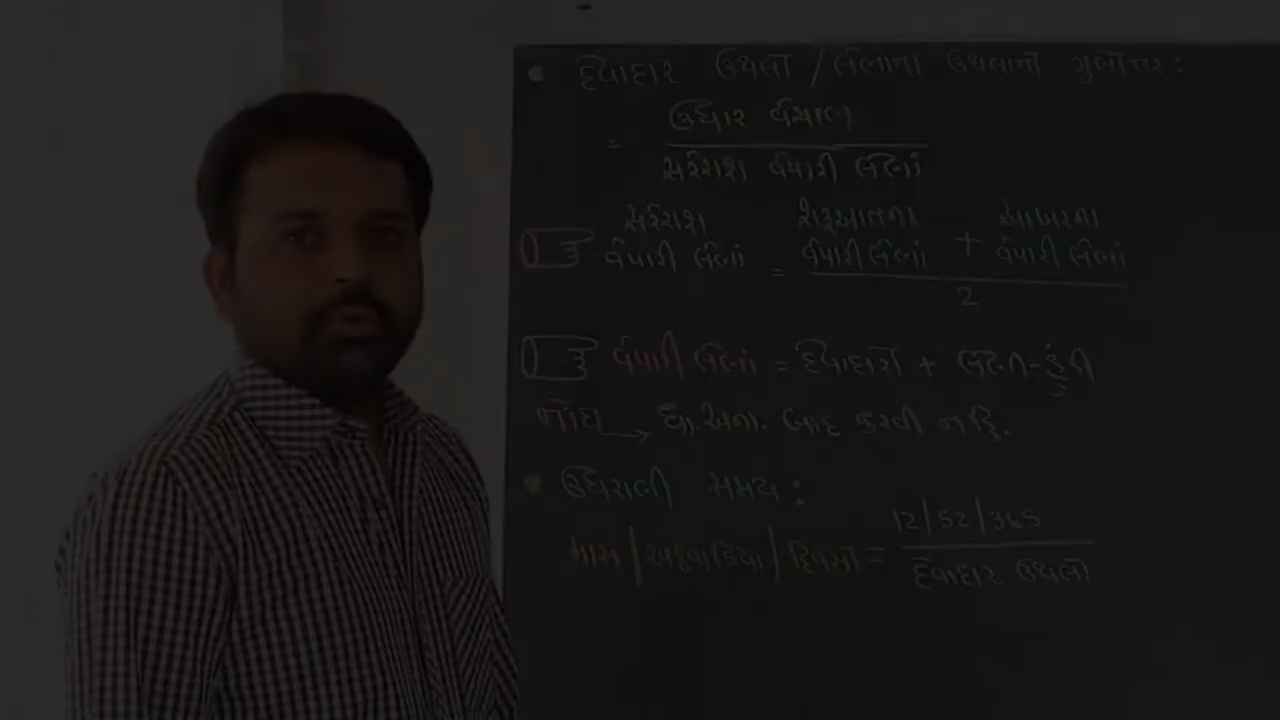 દેવાદાર ઉથલો / લેણાંના ઉથલાનો ગુણોત્તર :
= ઉધાર વેચાણ
સરેરાશ વેપારી લેણાં
સરેરાશ વેપારી લેણાં = શરૂઆતના વેપારી લેણાં + આખરના વેપારી લેણાં
2
વેપારી લેણાં = દેવાદારો + લેણી-હૂંડી
નોંધ → ઘા.અના. બાદ કરવી નહિ.
ઉઘરાણી સમય :
માસ / અઠવાડિયા / દિવસો = 12/52/365
દેવાદાર ઉથલો